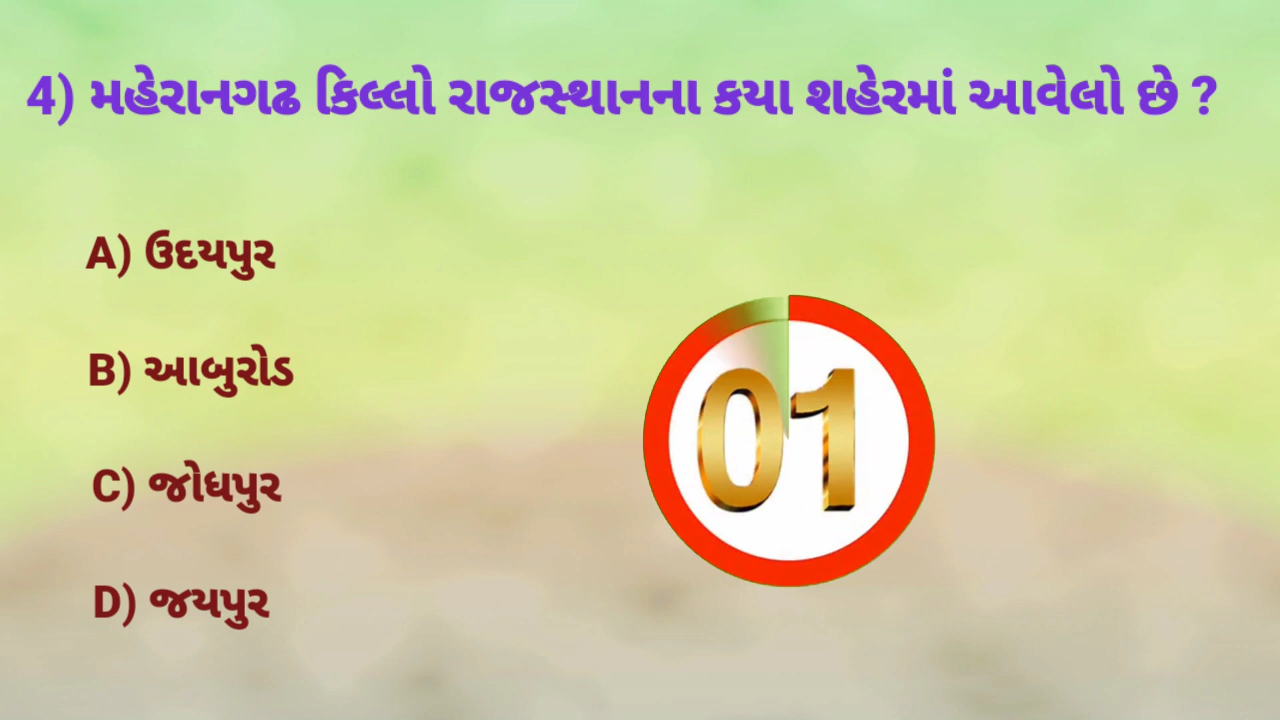 4) મહેરાનગઢ કિલ્લો રાજસ્થાનના કયા શહેરમાં આવેલો છે ?
A) ઉદયપુર
B) આબુરોડ
C) જોધપુર
D) જયપુર
01